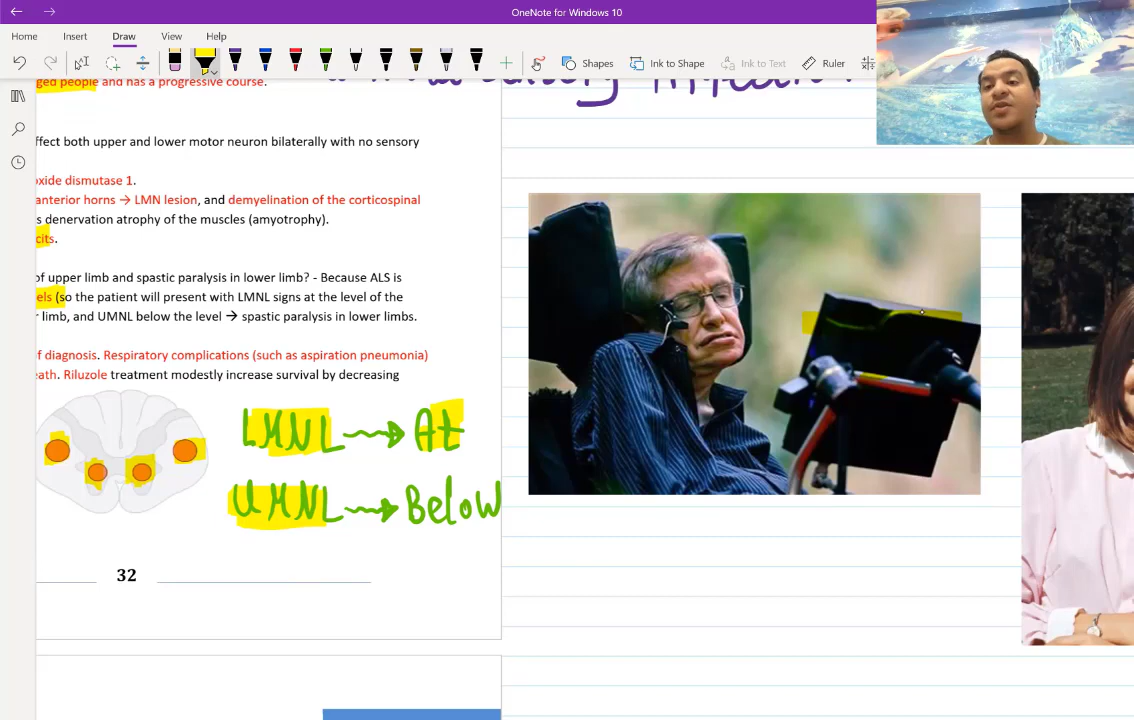 OneNote for Windows 10
Home Insert Draw View Help
Shapes Ink to Shape Ink to Text Ruler
ged people and has a progressive course.
ffect both upper and lower motor neuron bilaterally with no sensory
oxide dismutase 1.
anterior horns → LMN lesion, and demyelination of the corticospinal
s denervation atrophy of the muscles (amyotrophy).
cits.
of upper limb and spastic paralysis in lower limb? - Because ALS is
els (so the patient will present with LMNL signs at the level of the
r limb, and UMNL below the level → spastic paralysis in lower limbs.
f diagnosis. Respiratory complications (such as aspiration pneumonia)
eath. Riluzole treatment modestly increase survival by decreasing
LMNL → At
UMNL → Below
32